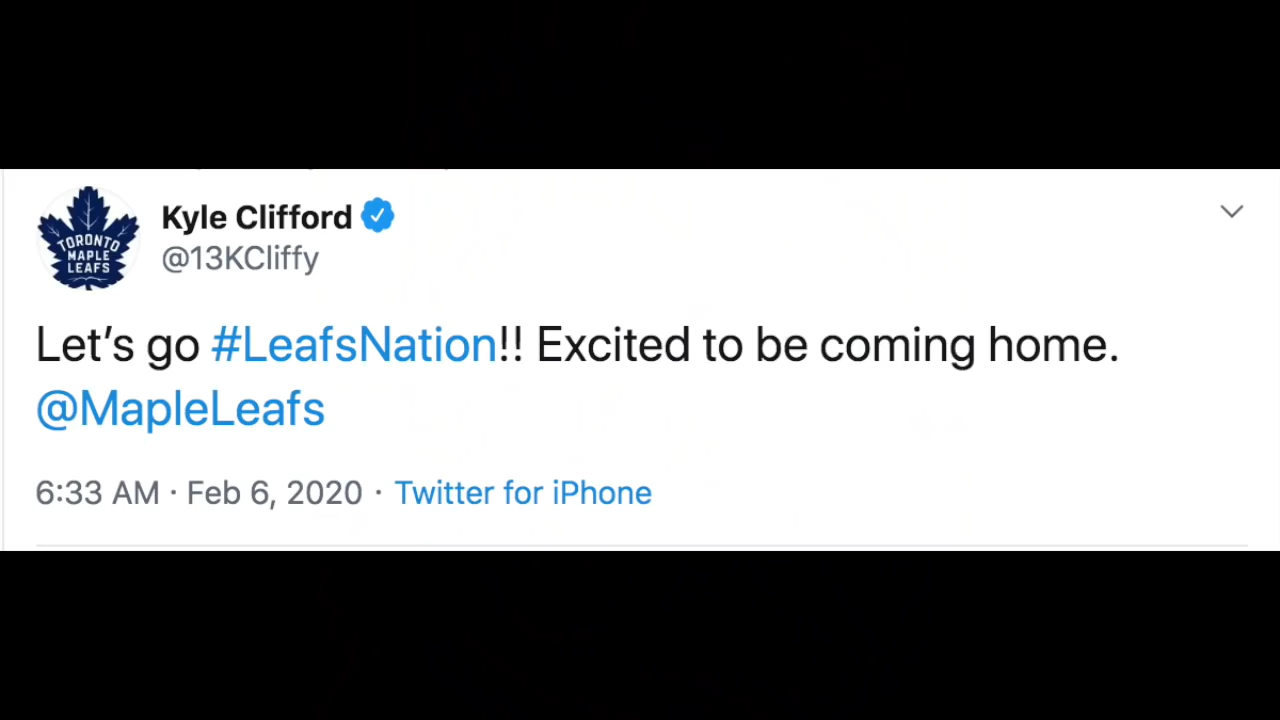 TORONTO
MAPLE
LEAFS
Kyle Clifford
@13KCliffy
Let’s go #LeafsNation!! Excited to be coming home.
@MapleLeafs
6:33 AM · Feb 6, 2020 · Twitter for iPhone